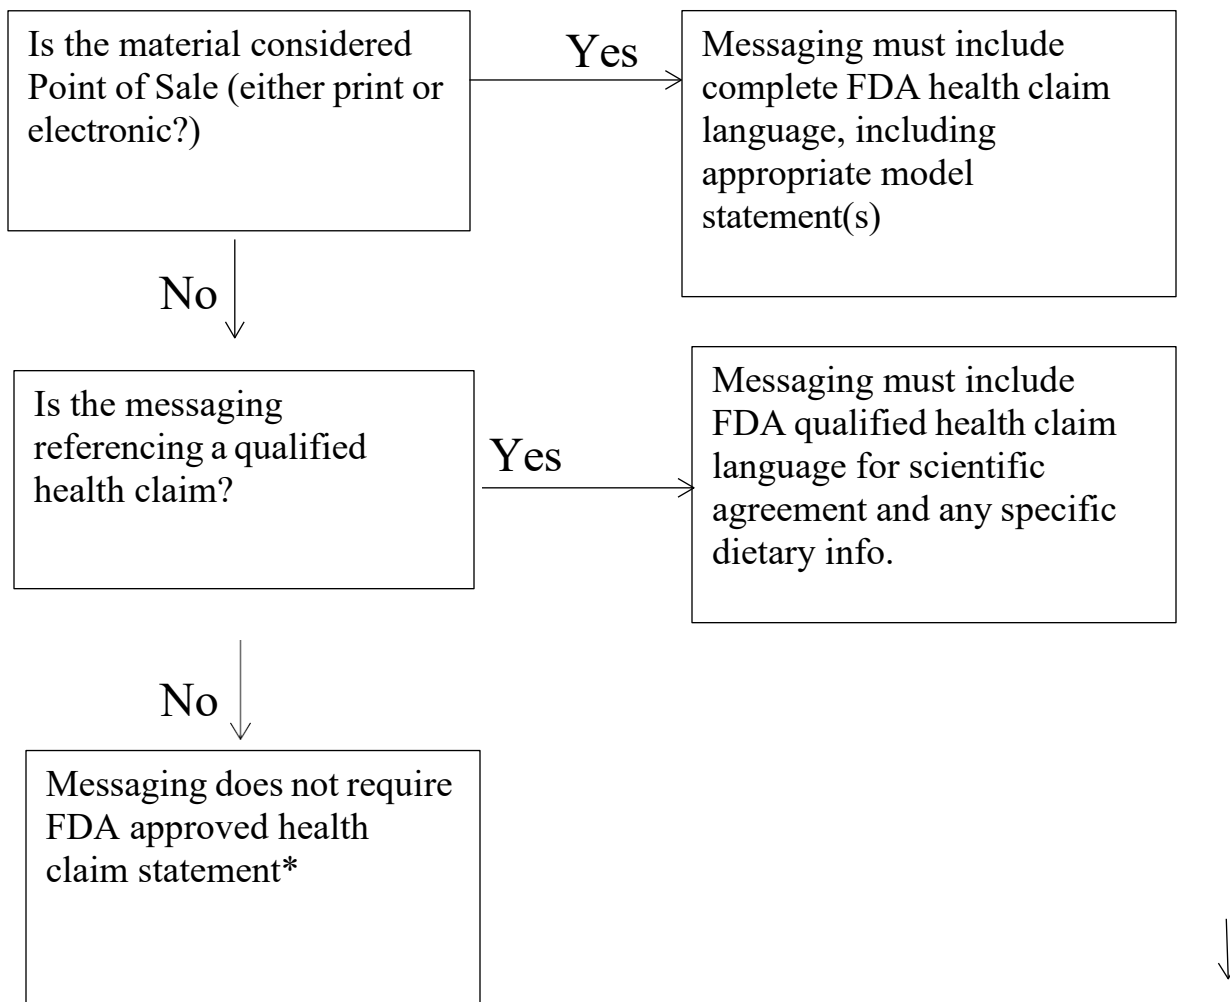 Is the material considered
Point of Sale (either print or
electronic?)
Yes
Messaging must include
complete FDA health claim
language, including
appropriate model
statement(s)
No
Is the messaging
referencing a qualified
health claim?
Yes
Messaging must include
FDA qualified health claim
language for scientific
agreement and any specific
dietary info.
No
Messaging does not require
FDA approved health
claim statement*